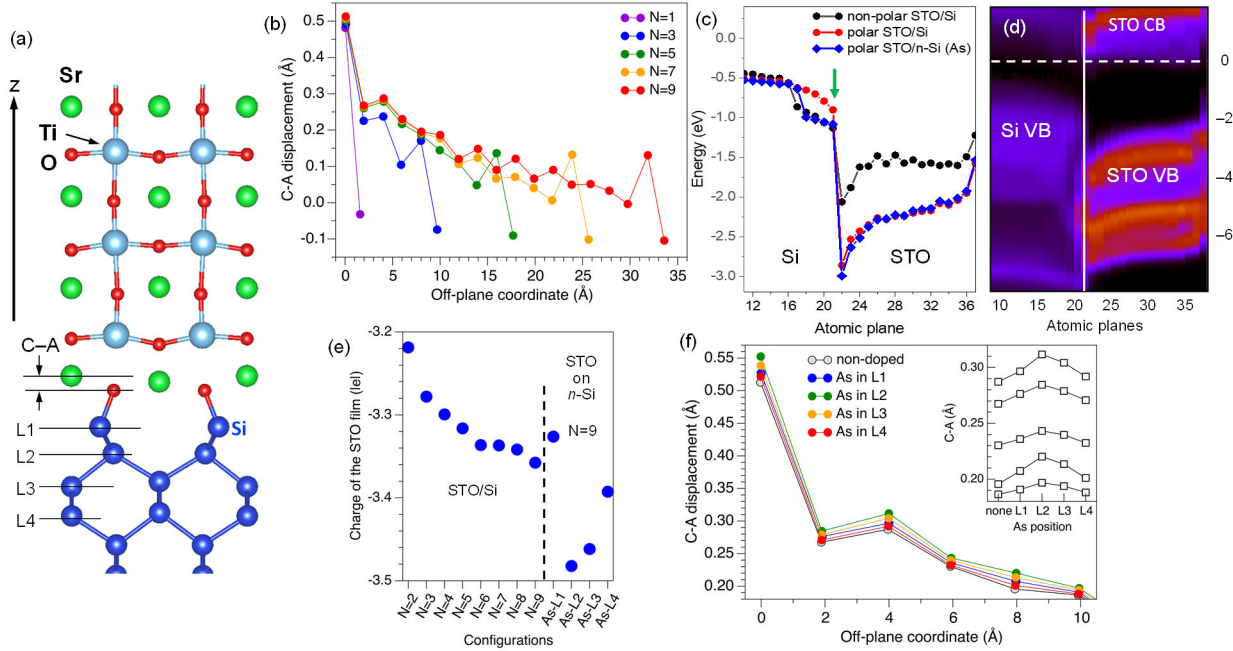 (a)
z
Sr
Ti
O
C–A
L1
Si
L2
L3
L4
(b)
C-A displacement (Å)
0.5
0.4
0.3
0.2
0.1
0.0
-0.1
0 5 10 15 20 25 30 35
Off-plane coordinate (Å)
N=1
N=3
N=5
N=7
N=9
(c)
non-polar STO/Si
polar STO/Si
polar STO/n-Si (As)
Energy (eV)
0.0
-0.5
-1.0
-1.5
-2.0
-2.5
-3.0
Si
STO
12 16 20 24 28 32 36
Atomic plane
(d)
STO CB
Si VB
STO VB
0
−2
−4
−6
10 15 20 25 30 35
Atomic planes
(e)
Charge of the STO film (lel)
-3.2
-3.3
-3.4
-3.5
STO
on
n-Si
N=9
STO/Si
N=2
N=3
N=4
N=5
N=6
N=7
N=8
N=9
As-L1
As-L2
As-L3
As-L4
Configurations
(f)
C-A displacement (Å)
0.55
0.50
0.45
0.40
0.35
0.30
0.25
0.20
non-doped
As in L1
As in L2
As in L3
As in L4
C-A (Å)
0.30
0.25
0.20
none L1 L2 L3 L4
As position
0 2 4 6 8 10
Off-plane coordinate (Å)